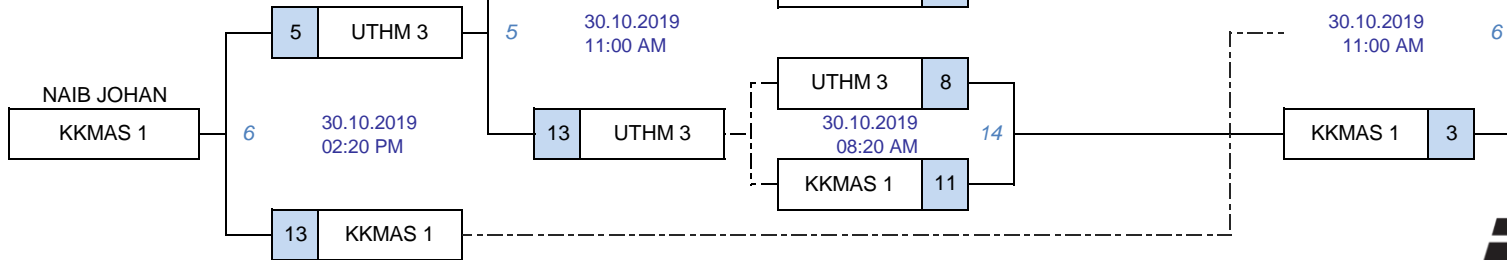 5 UTHM 3
5
30.10.2019
11:00 AM
30.10.2019
11:00 AM
6
NAIB JOHAN
KKMAS 1
6
30.10.2019
02:20 PM
13 UTHM 3
UTHM 3 8
30.10.2019
08:20 AM
14
KKMAS 1 11
KKMAS 1 3
13 KKMAS 1